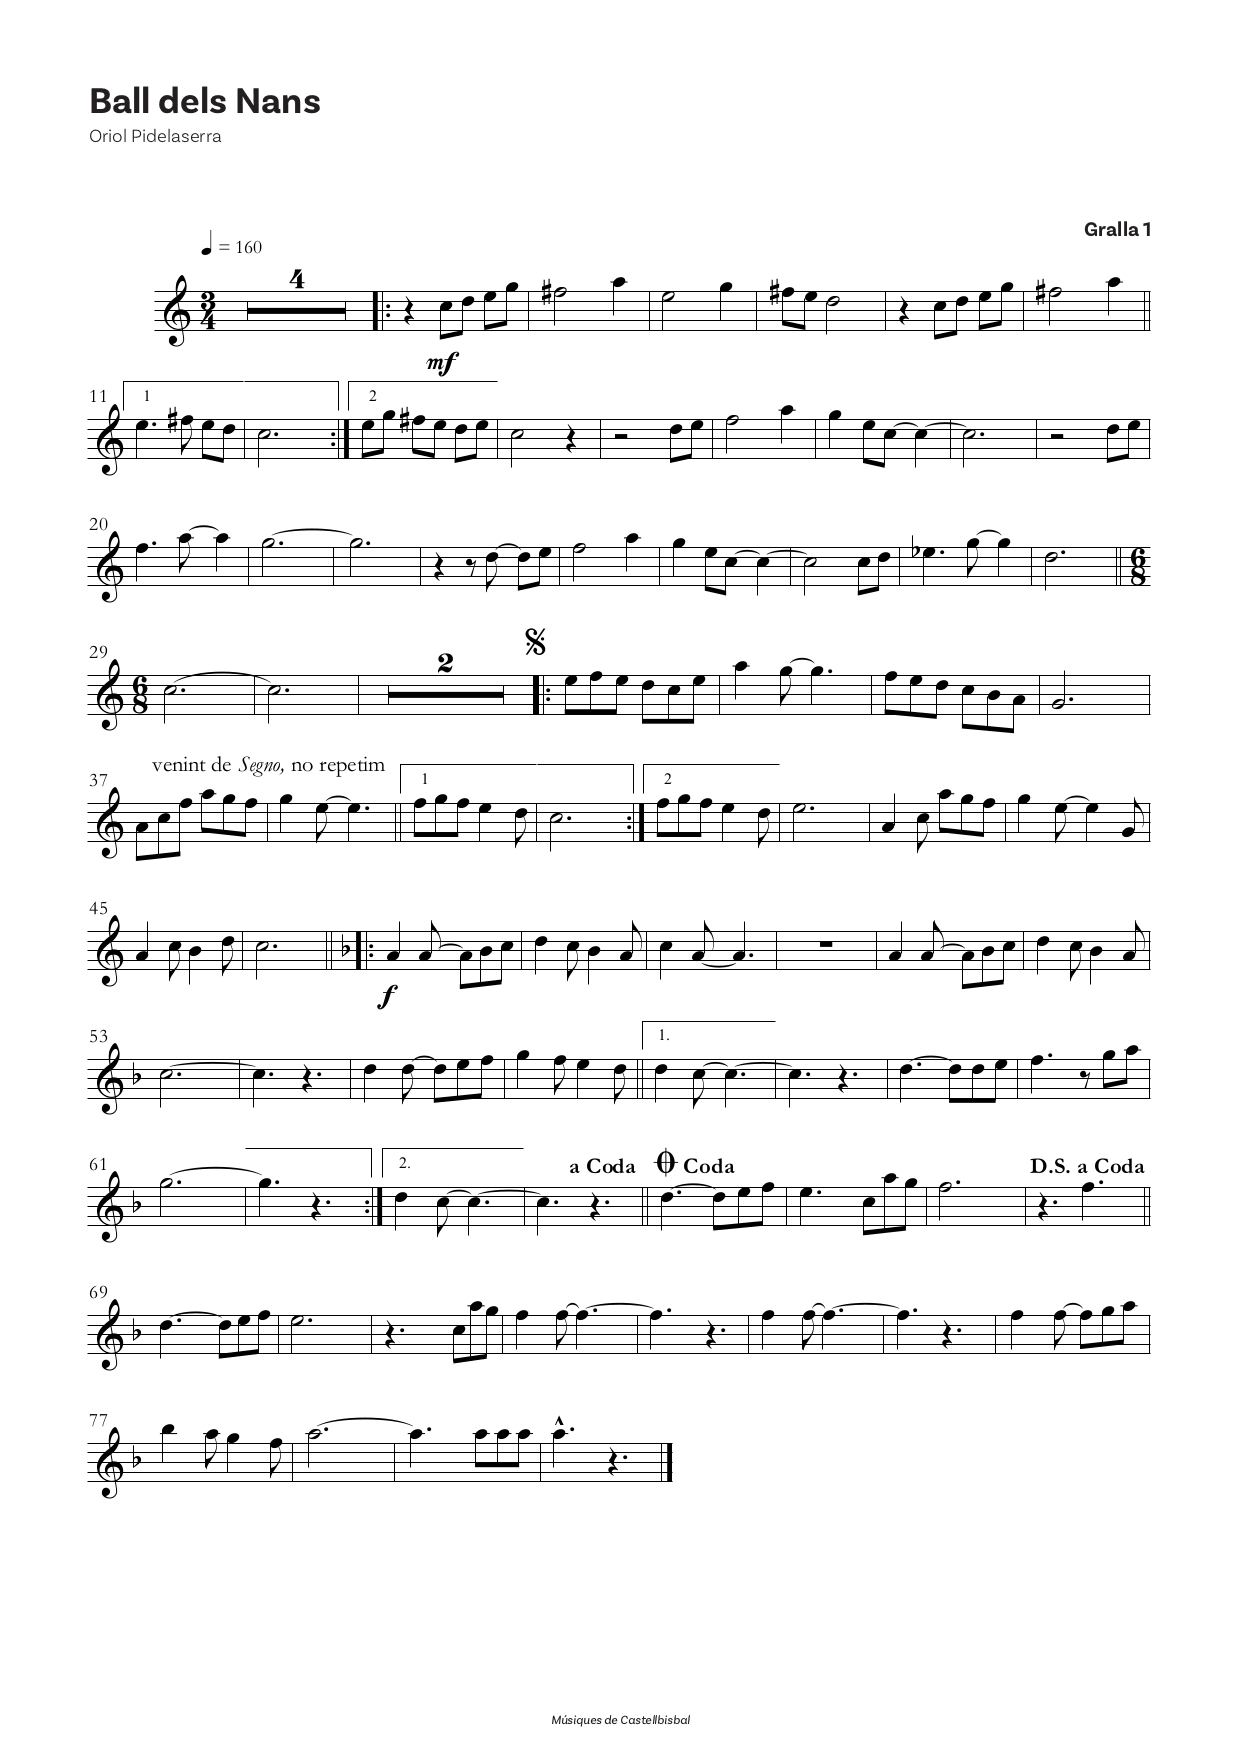 Ball dels Nans
Oriol Pidelaserra
Gralla 1
= 160
4
3
4
mf
11
1
2
20
6
8
29
6
8
2
37
venint de Segno, no repetim
1
2
45
f
53
1.
61
2.
a Coda
Coda
D.S. a Coda
69
77
Músiques de Castellbisbal